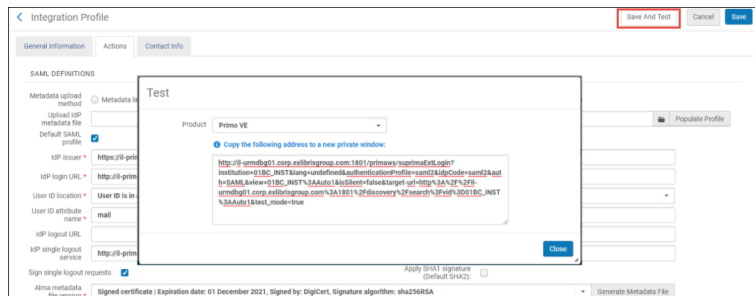 Integration Profile
Save And Test
Cancel
Save
General Information
Actions
Contact Info
SAML DEFINITIONS
Metadata upload method
Metadata
Upload IdP metadata file
Populate Profile
Default SAML profile
IdP issuer * https://il-prim
IdP login URL * http://il-prim
User ID location * User ID is in
User ID attribute name * mail
IdP logout URL
IdP single logout service http://il-prim
Sign single logout requests
Apply SHA1 signature (Default SHA2):
Alma metadata file version * Signed certificate | Expiration date: 01 December 2021, Signed by: DigiCert, Signature algorithm: sha256RSA
Generate Metadata File
Test
Product Primo VE
Copy the following address to a new private window:
http://il-urmdbg01.corp.exlibrisgroup.com:1801/primaws/suprimaExtLogin?
institution=01BC_INST&lang=undefined&authenticationProfile=saml2&idpCode=saml2&aut
h=SAML&view=01BC_INST%3AAuto1&isSilent=false&target-url=http%3A%2F%2Fil-
urmdbg01.corp.exlibrisgroup.com%3A1801%2Fdiscovery%2Fsearch%3Fvid%3D01BC_INST
%3AAuto1&test_mode=true
Close